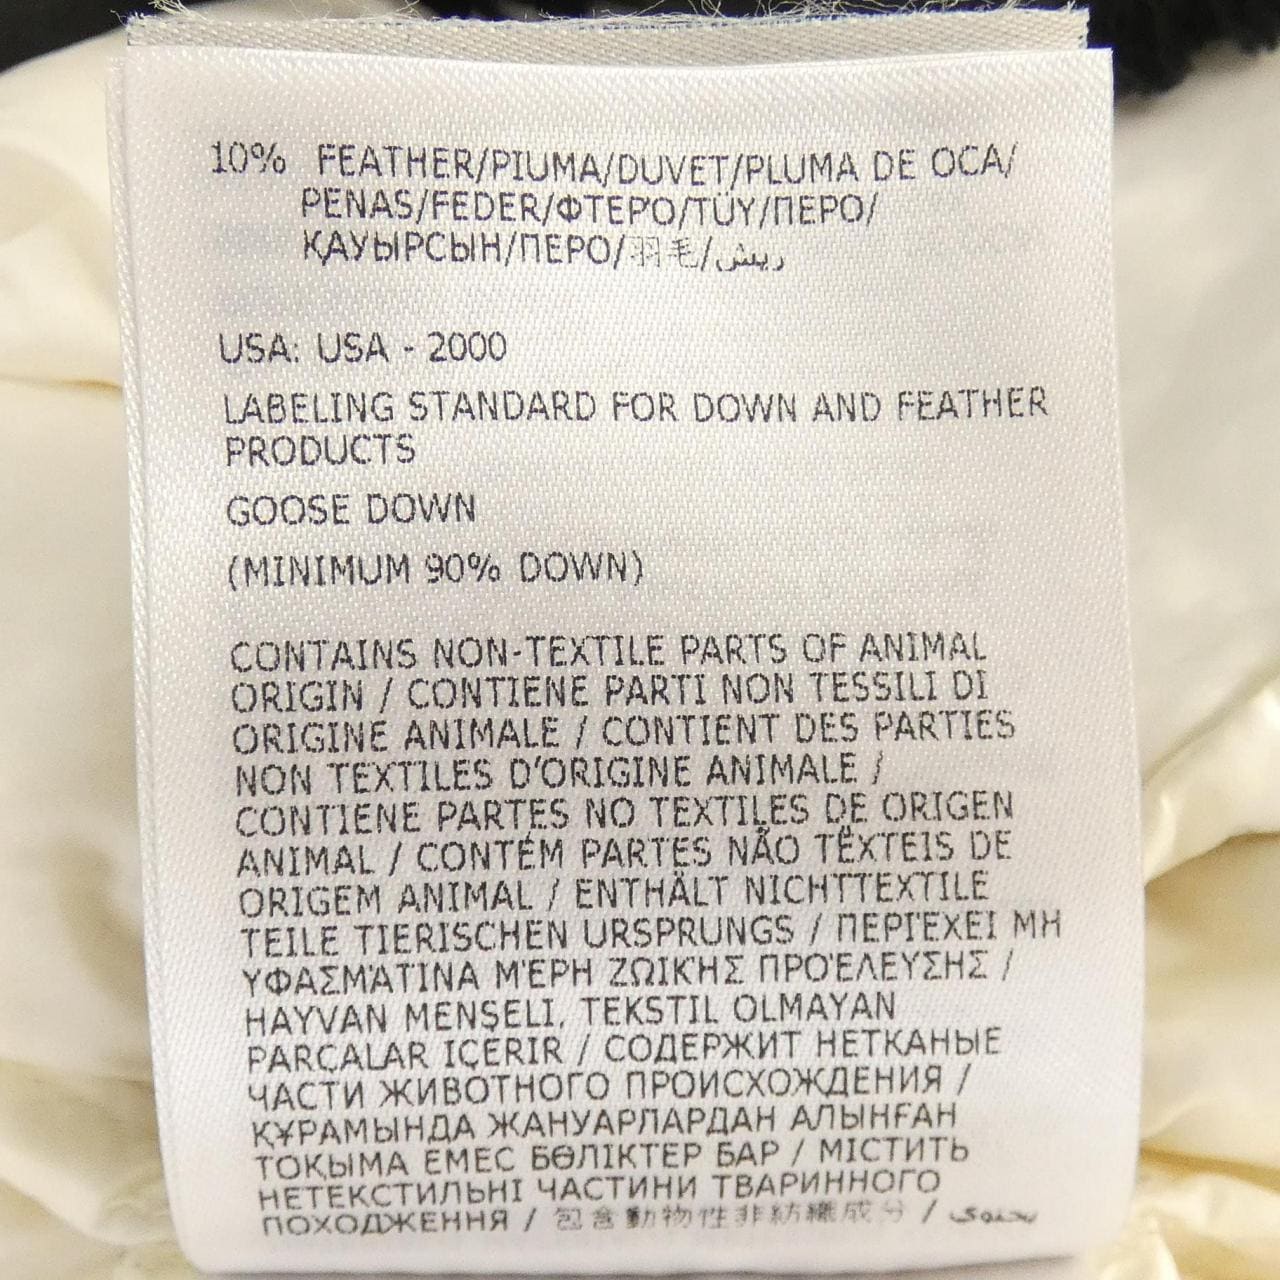 10% FEATHER/PIUMA/DUVET/PLUMA DE OCA/
PENAS/FEDER/ΦΤΕΡΌ/TÜY/ПЕРО/
ҚАУЫРСЫН/ПЕРО/羽毛/ريش
USA: USA - 2000
LABELING STANDARD FOR DOWN AND FEATHER
PRODUCTS
GOOSE DOWN
(MINIMUM 90% DOWN)
CONTAINS NON-TEXTILE PARTS OF ANIMAL
ORIGIN / CONTIENE PARTI NON TESSILI DI
ORIGINE ANIMALE / CONTIENT DES PARTIES
NON TEXTILES D'ORIGINE ANIMALE /
CONTIENE PARTES NO TEXTILES DE ORIGEN
ANIMAL / CONTÉM PARTES NÃO TÊXTEIS DE
ORIGEM ANIMAL / ENTHÄLT NICHTTEXTILE
TEILE TIERISCHEN URSPRUNGS / ΠΕΡΙΈΧΕΙ ΜΗ
ΥΦΑΣΜΆΤΙΝΑ ΜΈΡΗ ΖΩΙΚΉΣ ΠΡΟΈΛΕΥΣΗΣ /
HAYVAN MENŞELI, TEKSTIL OLMAYAN
PARÇALAR IÇERIR / СОДЕРЖИТ НЕТКАНЫЕ
ЧАСТИ ЖИВОТНОГО ПРОИСХОЖДЕНИЯ /
ҚҰРАМЫНДА ЖАНУАРЛАРДАН АЛЫНҒАН
ТОҚЫМА ЕМЕС БӨЛІКТЕР БАР / МІСТИТЬ
НЕТЕКСТИЛЬНІ ЧАСТИНИ ТВАРИННОГО
ПОХОДЖЕННЯ / 包含動物性非紡織成分 / يحتوي